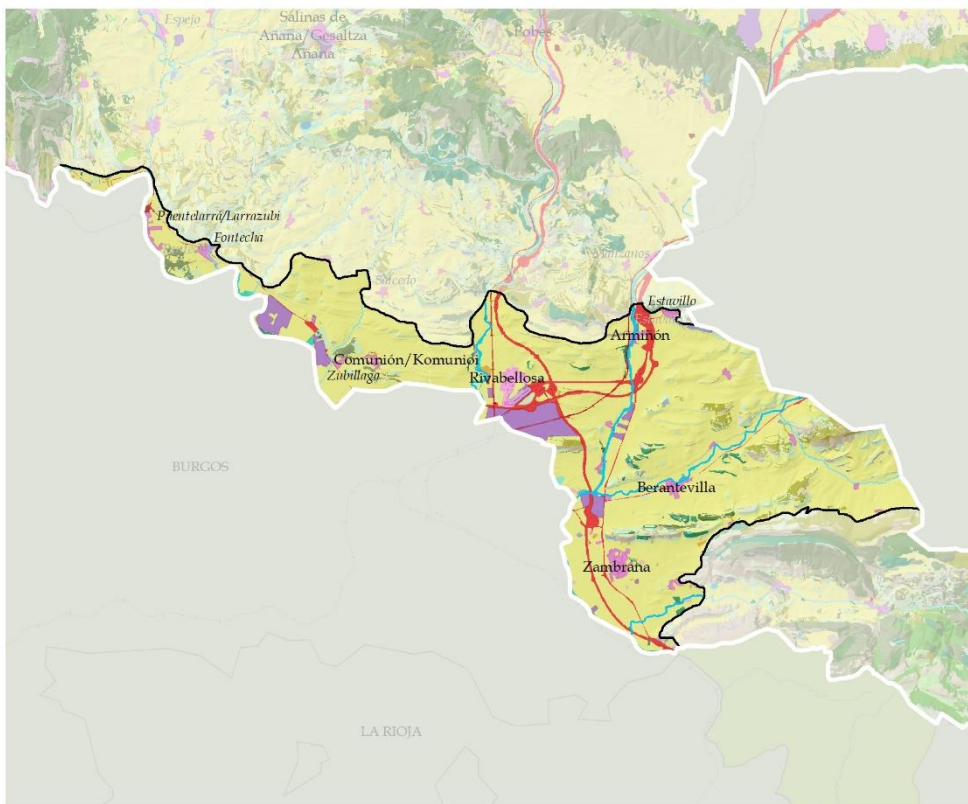 Espejo
Salinas de
Añana/Gesaltza
Añana
Pobes
Puentelarrá/Larrazubi
Fontecha
Salcedo
Manzanos
Estavillo
Armiñón
Comunión/Komunioi
Zubillaga
Rivabellosa
BURGOS
Berantevilla
Zambrana
LA RIOJA